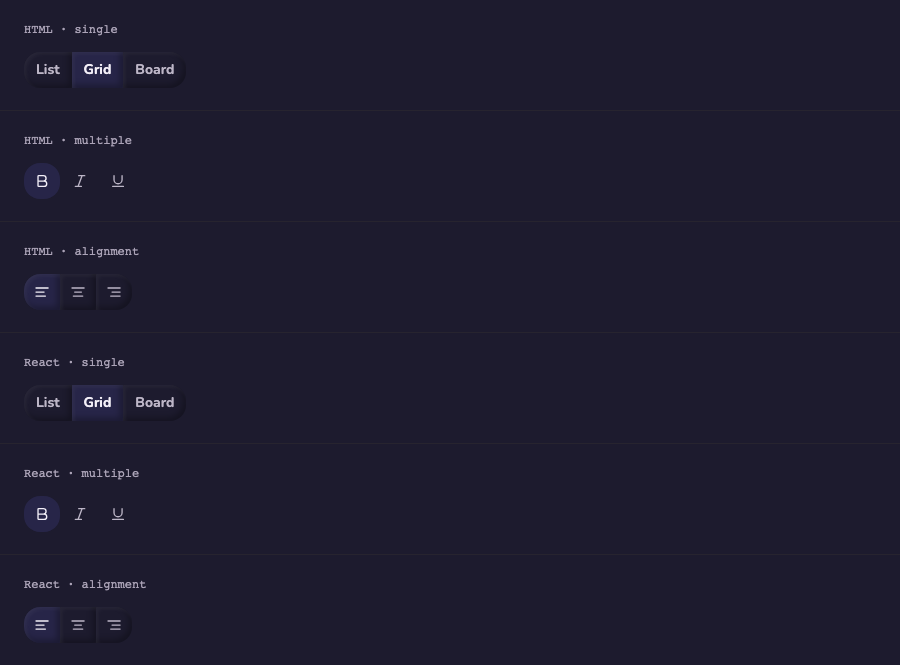 HTML · single
List Grid Board
HTML · multiple
B I U
HTML · alignment
React · single
List Grid Board
React · multiple
B I U
React · alignment